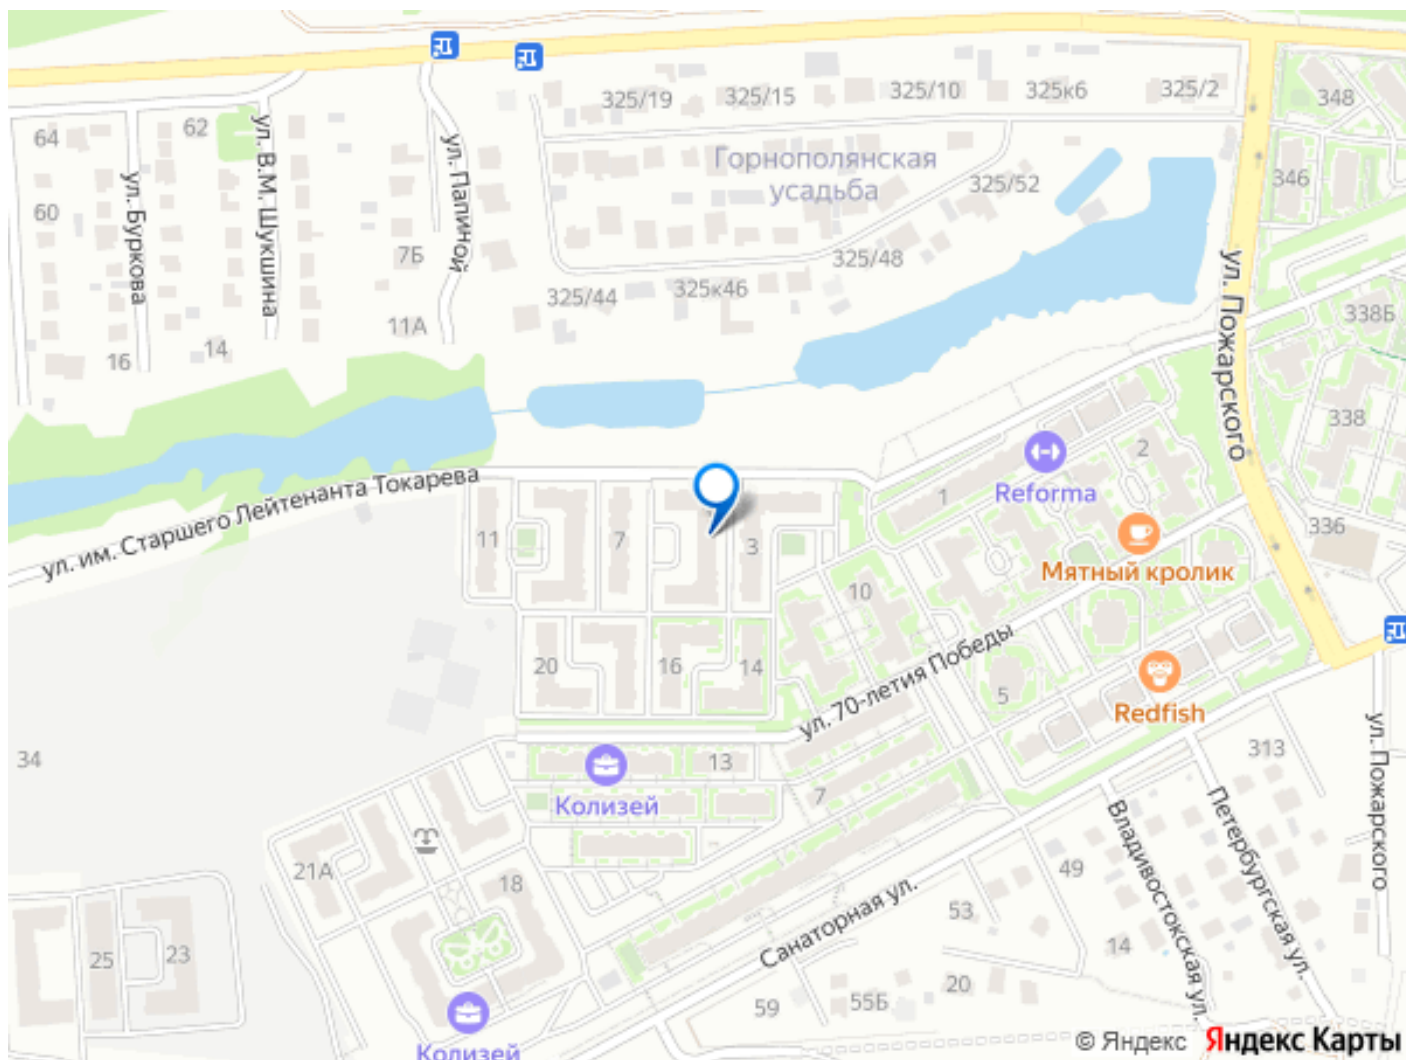 325/19
325/15
325/10
325к6
325/2
348
64
62
ул. В.М. Шукшина
ул. Папиной
Горнополянская
усадьба
346
ул. Буркова
325/52
60
7Б
325/48
ул. Пожарского
325/44
325к46
338Б
11А
14
16
338
2
Reforma
1
ул. им. Старшего Лейтенанта Токарева
336
11
7
3
Мятный кролик
10
ул. 70-летия Победы
20
16
14
5
Redfish
ул. Пожарского
34
13
313
Колизей
7
Владивостокская ул.
Петербургская ул.
21А
49
18
Санаторная ул.
53
14
25
23
20
59
55Б
Колизей
© Яндекс Яндекс Карты